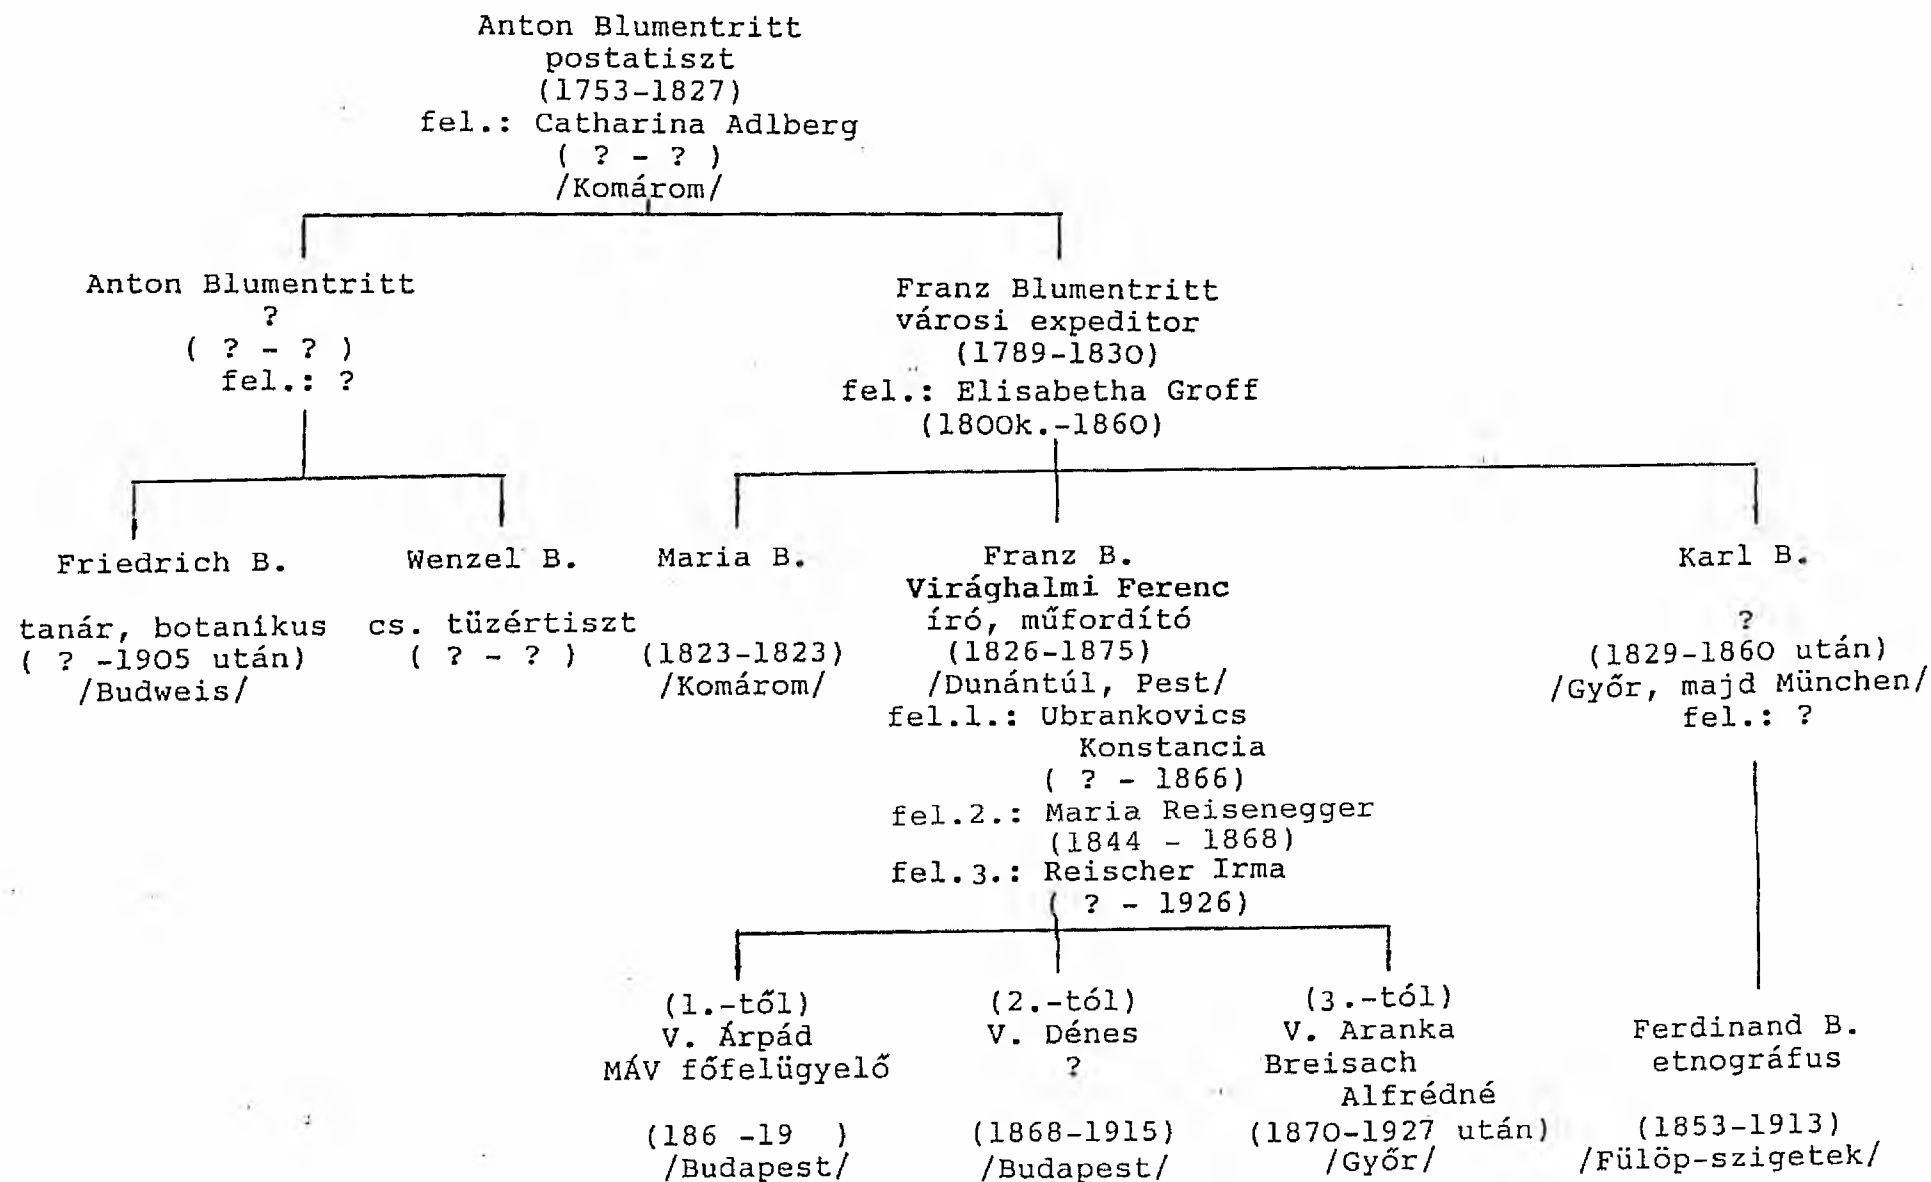 Anton Blumentritt
postatiszt
(1753-1827)
fel.: Catharina Adlberg
( ? - ? )
/Komárom/
Anton Blumentritt
?
( ? - ? )
fel.: ?
Franz Blumentritt
városi expeditor
(1789-1830)
fel.: Elisabetha Groff
(1800k.-1860)
Friedrich B.
tanár, botanikus
( ? -1905 után)
/Budweis/
Wenzel B.
cs. tüzértiszt
( ? - ? )
Maria B.
(1823-1823)
/Komárom/
Franz B.
Virághalmi Ferenc
író, műfordító
(1826-1875)
/Dunántúl, Pest/
fel.1.: Ubrankovics
Konstancia
( ? - 1866)
fel.2.: Maria Reisenegger
(1844 - 1868)
fel.3.: Reischer Irma
( ? - 1926)
Karl B.
?
(1829-1860 után)
/Győr, majd München/
fel.: ?
(1.-től)
V. Árpád
MÁV főfelügyelő
(186 -19  )
/Budapest/
(2.-tól)
V. Dénes
?
(1868-1915)
/Budapest/
(3.-tól)
V. Aranka
Breisach
Alfrédné
(1870-1927 után)
/Győr/
Ferdinand B.
etnográfus
(1853-1913)
/Fülöp-szigetek/